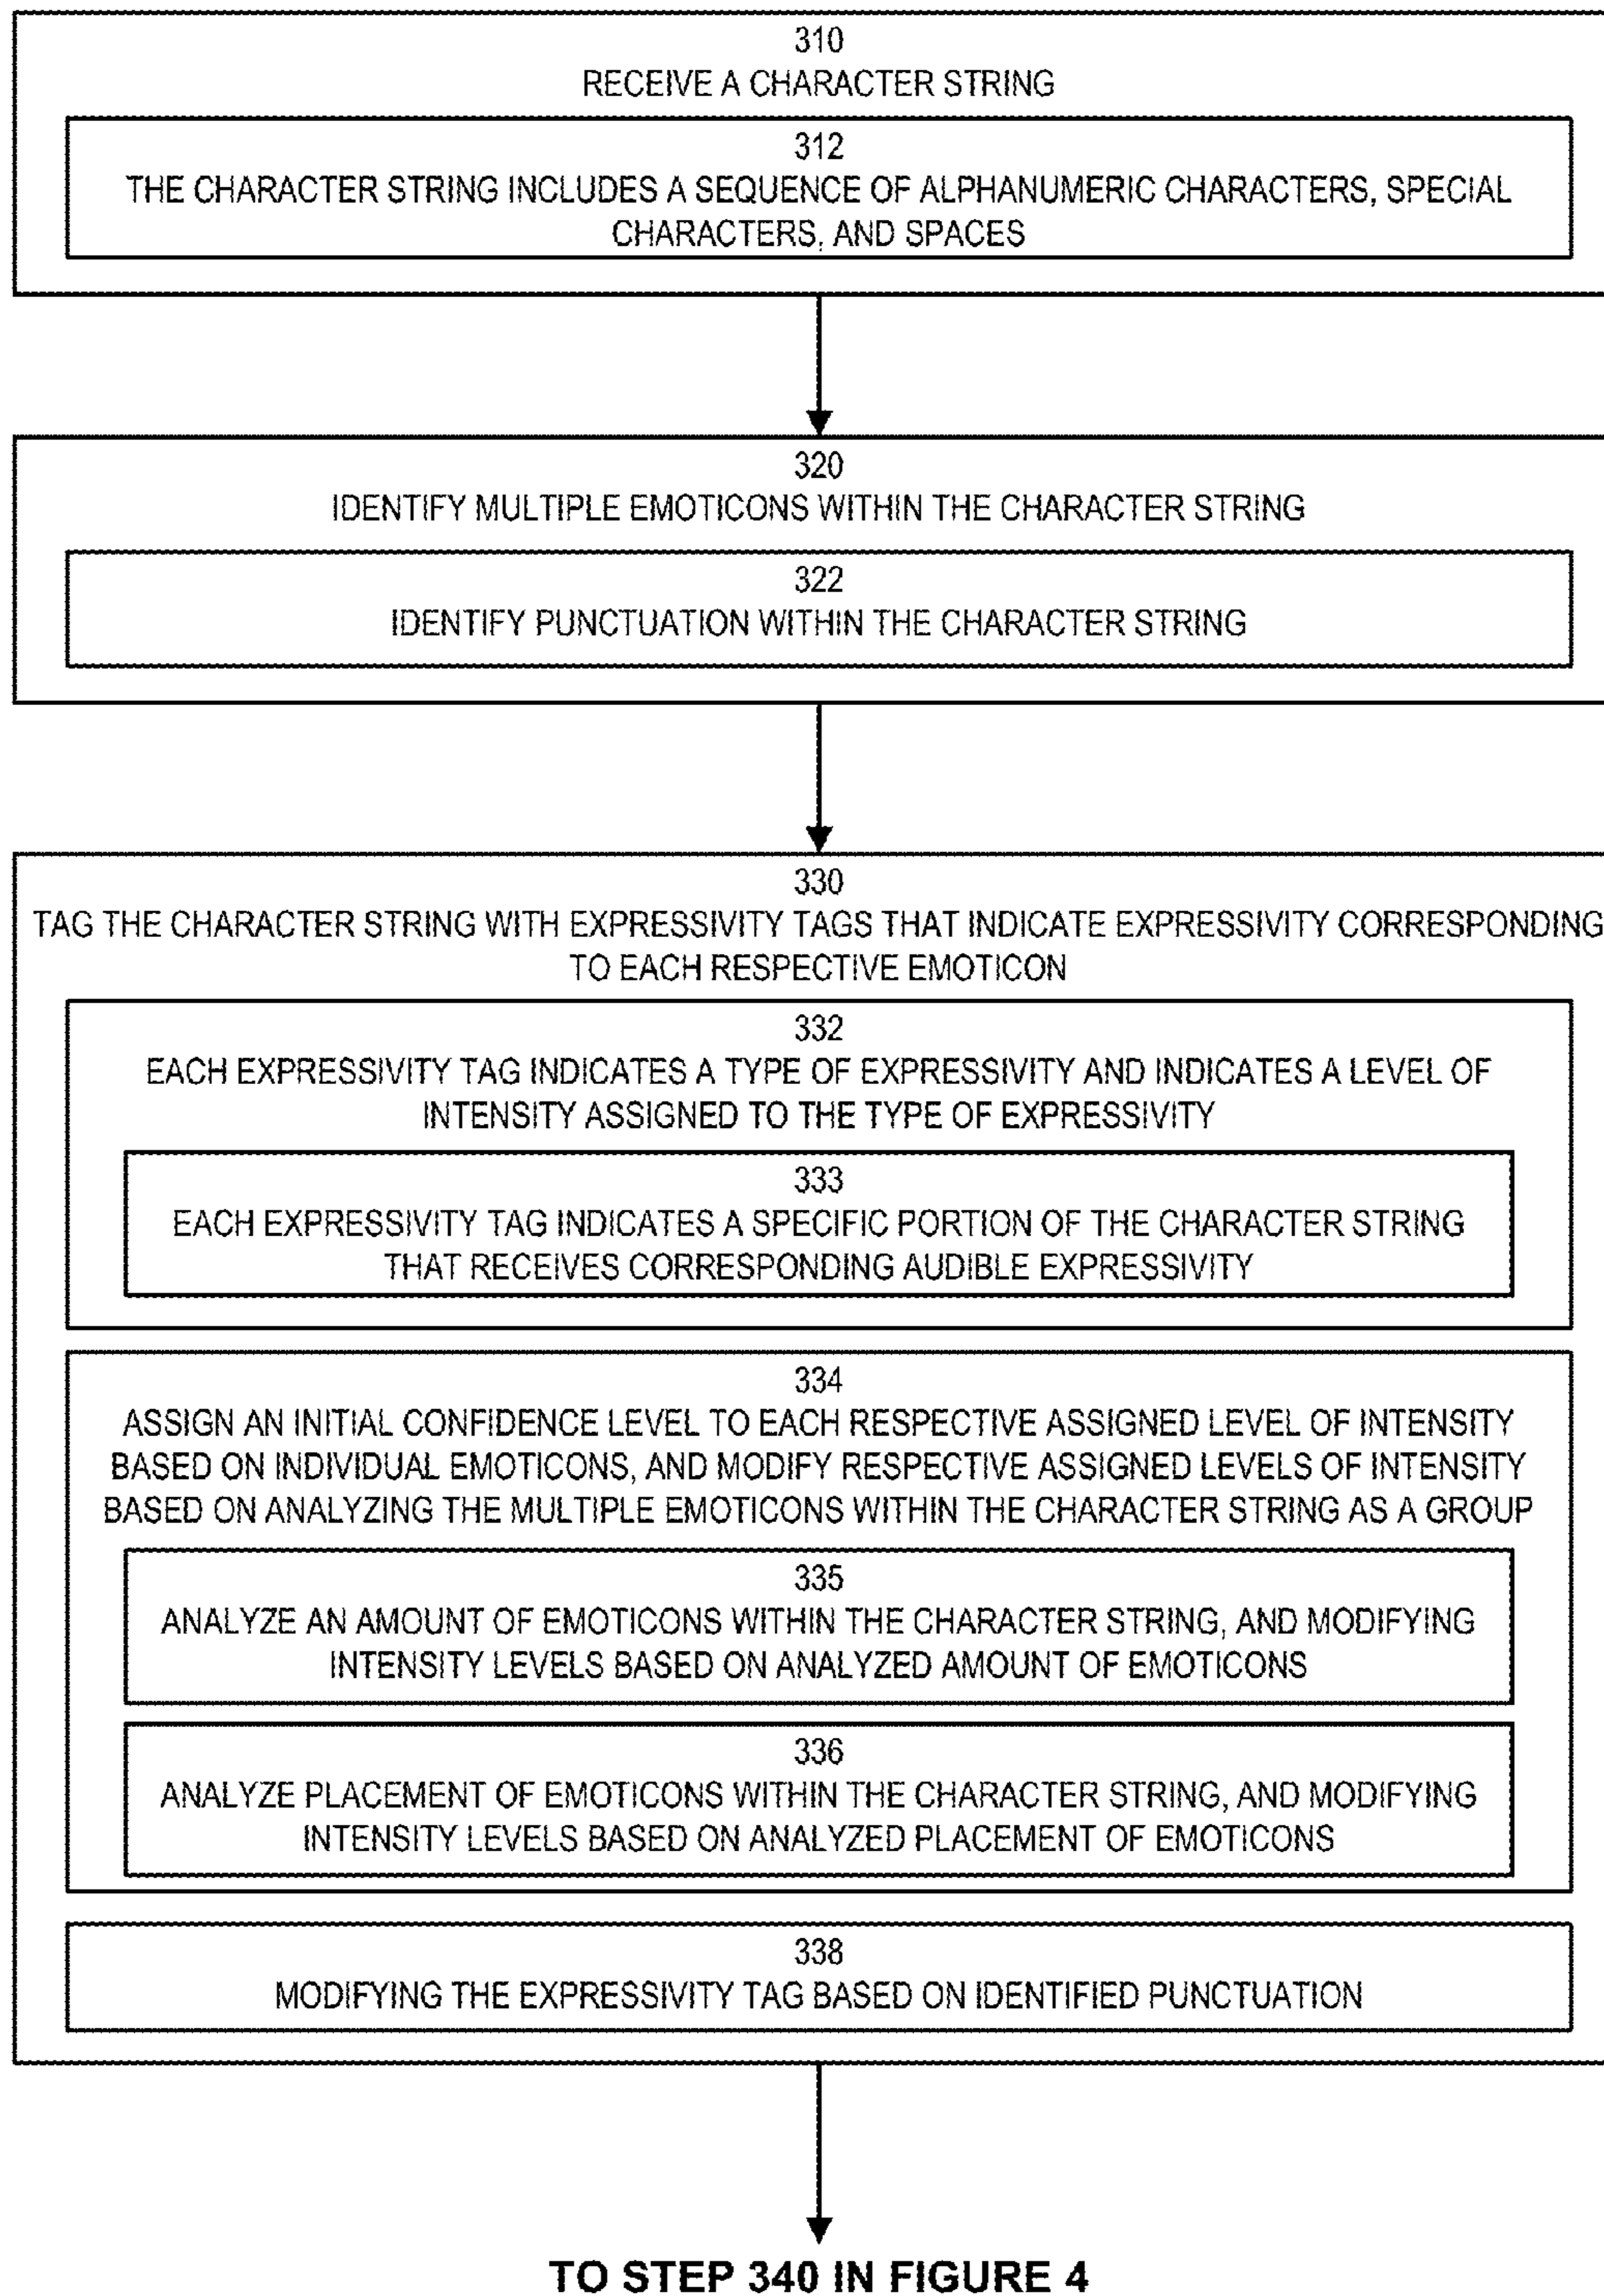 310
RECEIVE A CHARACTER STRING
312
THE CHARACTER STRING INCLUDES A SEQUENCE OF ALPHANUMERIC CHARACTERS, SPECIAL
CHARACTERS, AND SPACES
320
IDENTIFY MULTIPLE EMOTICONS WITHIN THE CHARACTER STRING
322
IDENTIFY PUNCTUATION WITHIN THE CHARACTER STRING
330
TAG THE CHARACTER STRING WITH EXPRESSIVITY TAGS THAT INDICATE EXPRESSIVITY CORRESPONDING
TO EACH RESPECTIVE EMOTICON
332
EACH EXPRESSIVITY TAG INDICATES A TYPE OF EXPRESSIVITY AND INDICATES A LEVEL OF
INTENSITY ASSIGNED TO THE TYPE OF EXPRESSIVITY
333
EACH EXPRESSIVITY TAG INDICATES A SPECIFIC PORTION OF THE CHARACTER STRING
THAT RECEIVES CORRESPONDING AUDIBLE EXPRESSIVITY
334
ASSIGN AN INITIAL CONFIDENCE LEVEL TO EACH RESPECTIVE ASSIGNED LEVEL OF INTENSITY
BASED ON INDIVIDUAL EMOTICONS, AND MODIFY RESPECTIVE ASSIGNED LEVELS OF INTENSITY
BASED ON ANALYZING THE MULTIPLE EMOTICONS WITHIN THE CHARACTER STRING AS A GROUP
335
ANALYZE AN AMOUNT OF EMOTICONS WITHIN THE CHARACTER STRING, AND MODIFYING
INTENSITY LEVELS BASED ON ANALYZED AMOUNT OF EMOTICONS
336
ANALYZE PLACEMENT OF EMOTICONS WITHIN THE CHARACTER STRING, AND MODIFYING
INTENSITY LEVELS BASED ON ANALYZED PLACEMENT OF EMOTICONS
338
MODIFYING THE EXPRESSIVITY TAG BASED ON IDENTIFIED PUNCTUATION
TO STEP 340 IN FIGURE 4